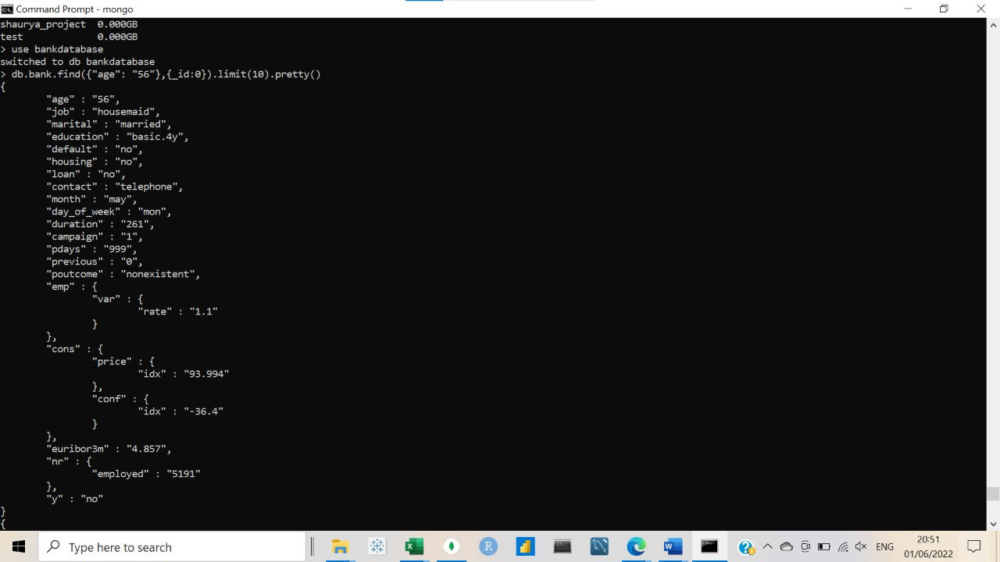 Command Prompt - mongo
shaurya_project  0.000GB
test             0.000GB
> use bankdatabase
switched to db bankdatabase
> db.bank.find({"age": "56"},{_id:0}).limit(10).pretty()
{
        "age" : "56",
        "job" : "housemaid",
        "marital" : "married",
        "education" : "basic.4y",
        "default" : "no",
        "housing" : "no",
        "loan" : "no",
        "contact" : "telephone",
        "month" : "may",
        "day_of_week" : "mon",
        "duration" : "261",
        "campaign" : "1",
        "pdays" : "999",
        "previous" : "0",
        "poutcome" : "nonexistent",
        "emp" : {
                "var" : {
                        "rate" : "1.1"
                }
        },
        "cons" : {
                "price" : {
                        "idx" : "93.994"
                },
                "conf" : {
                        "idx" : "-36.4"
                }
        },
        "euribor3m" : "4.857",
        "nr" : {
                "employed" : "5191"
        },
        "y" : "no"
}
{
Type here to search
R
ENG
20:51
01/06/2022